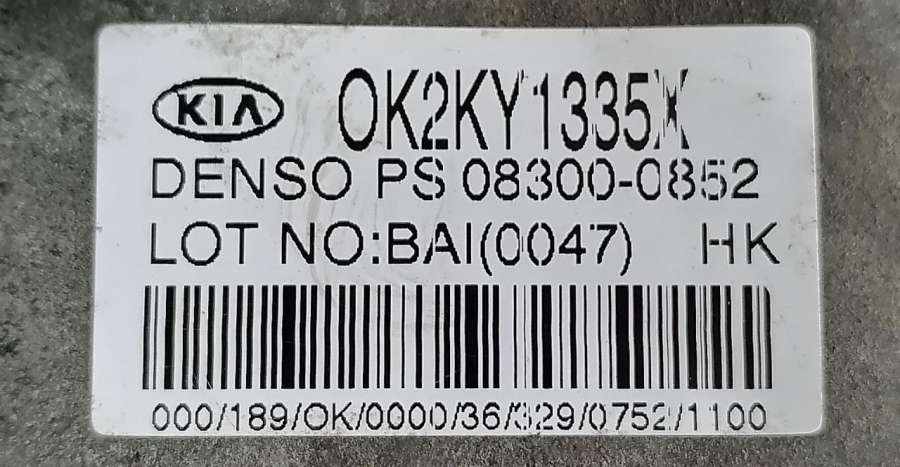 KIA OK2KY1335X
DENSO PS 08300-0852
LOT NO:BAI(0047) HK
000/189/OK/0000/36/329/0752/1100